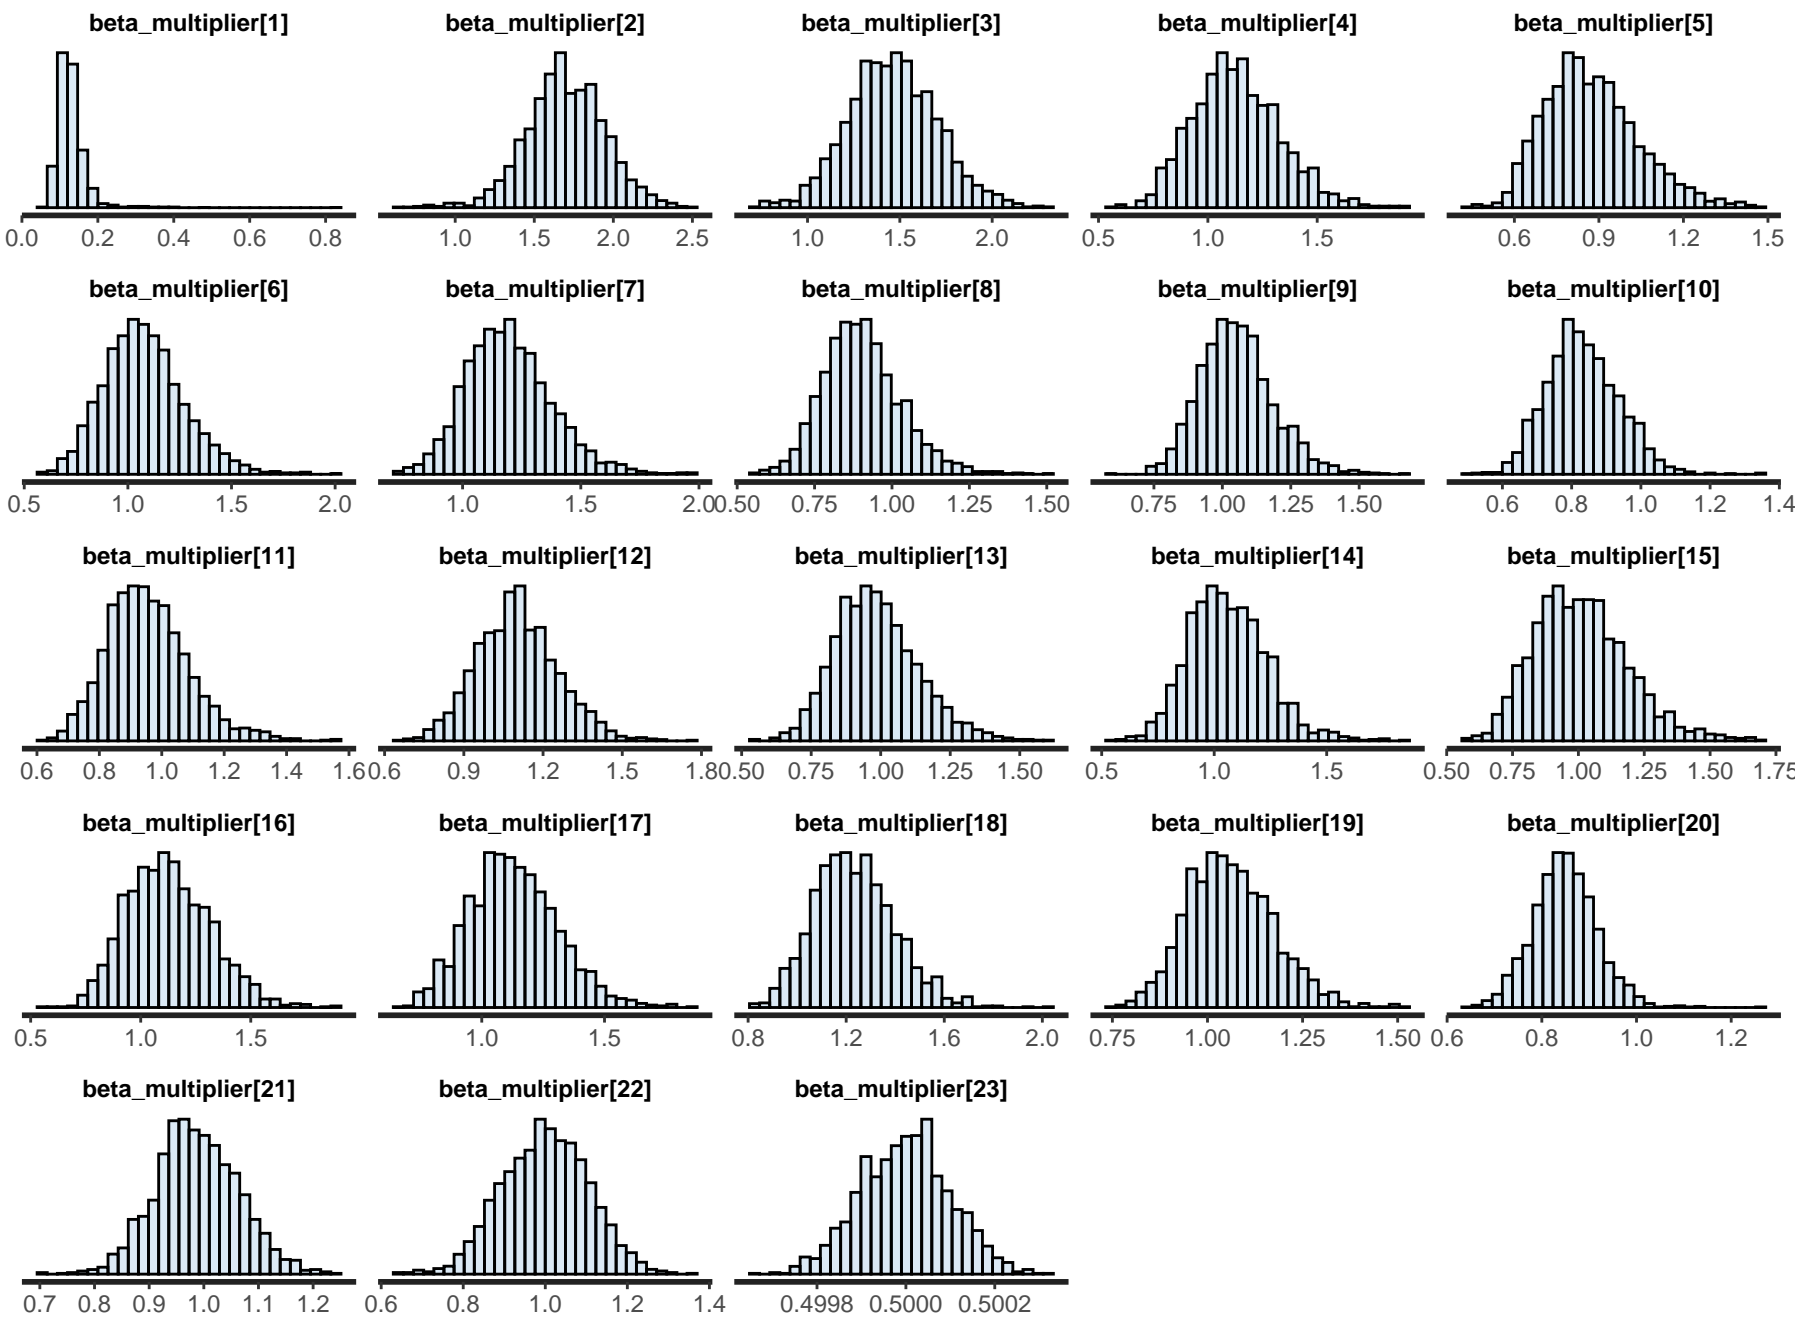 beta_multiplier[1] beta_multiplier[2] beta_multiplier[3] beta_multiplier[4] beta_multiplier[5]
0.0 0.2 0.4 0.6 0.8 1.0 1.5 2.0 2.5 1.0 1.5 2.0 0.5 1.0 1.5 0.6 0.9 1.2 1.5
beta_multiplier[6] beta_multiplier[7] beta_multiplier[8] beta_multiplier[9] beta_multiplier[10]
0.5 1.0 1.5 2.0 1.0 1.5 2.0 0.50 0.75 1.00 1.25 1.50 0.75 1.00 1.25 1.50 0.6 0.8 1.0 1.2 1.4
beta_multiplier[11] beta_multiplier[12] beta_multiplier[13] beta_multiplier[14] beta_multiplier[15]
0.6 0.8 1.0 1.2 1.4 1.6 0.6 0.9 1.2 1.5 1.8 0.50 0.75 1.00 1.25 1.50 0.5 1.0 1.5 0.50 0.75 1.00 1.25 1.50 1.75
beta_multiplier[16] beta_multiplier[17] beta_multiplier[18] beta_multiplier[19] beta_multiplier[20]
0.5 1.0 1.5 1.0 1.5 0.8 1.2 1.6 2.0 0.75 1.00 1.25 1.50 0.6 0.8 1.0 1.2
beta_multiplier[21] beta_multiplier[22] beta_multiplier[23]
0.7 0.8 0.9 1.0 1.1 1.2 0.6 0.8 1.0 1.2 1.4 0.4998 0.5000 0.5002